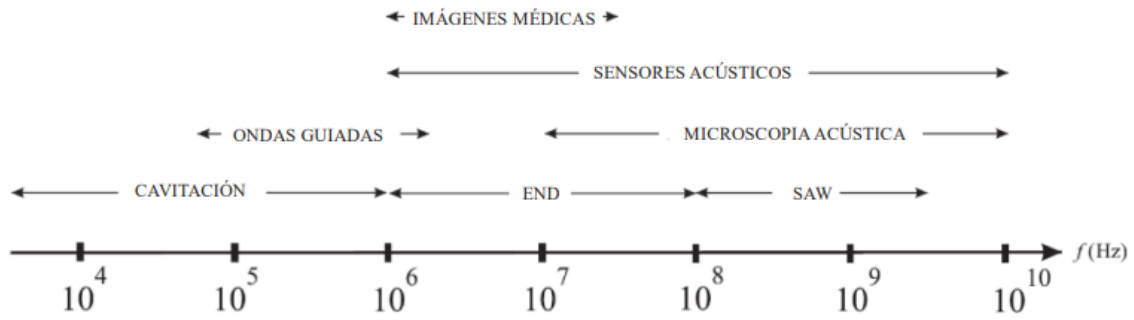 IMÁGENES MÉDICAS
SENSORES ACÚSTICOS
ONDAS GUIADAS
MICROSCOPIA ACÚSTICA
CAVITACIÓN
END
SAW
f(Hz)
10^4 10^5 10^6 10^7 10^8 10^9 10^10